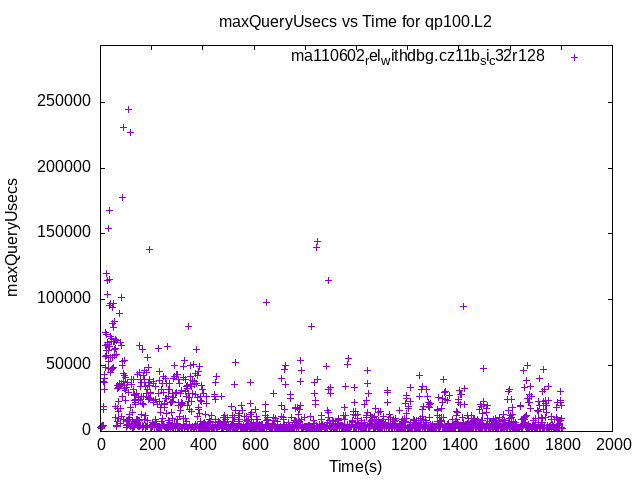 maxQueryUsecs vs Time for qp100.L2
ma110602relwithdbg.cz11bslc32r128
250000
200000
150000
100000
50000
0
maxQueryUsecs
0 200 400 600 800 1000 1200 1400 1600 1800 2000
Time(s)